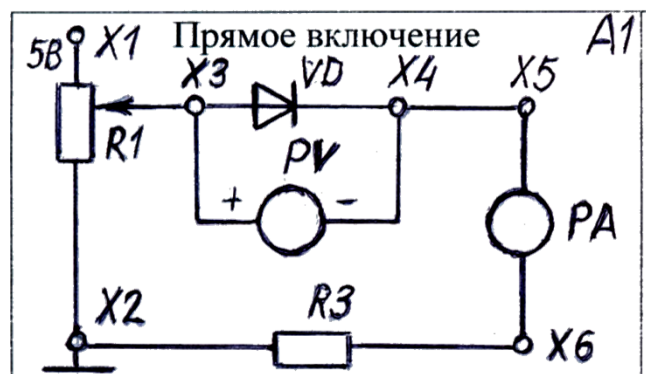 Прямое включение
A1
5В
X1
X3
VD
X4
X5
R1
PV
+
-
PA
X2
R3
X6